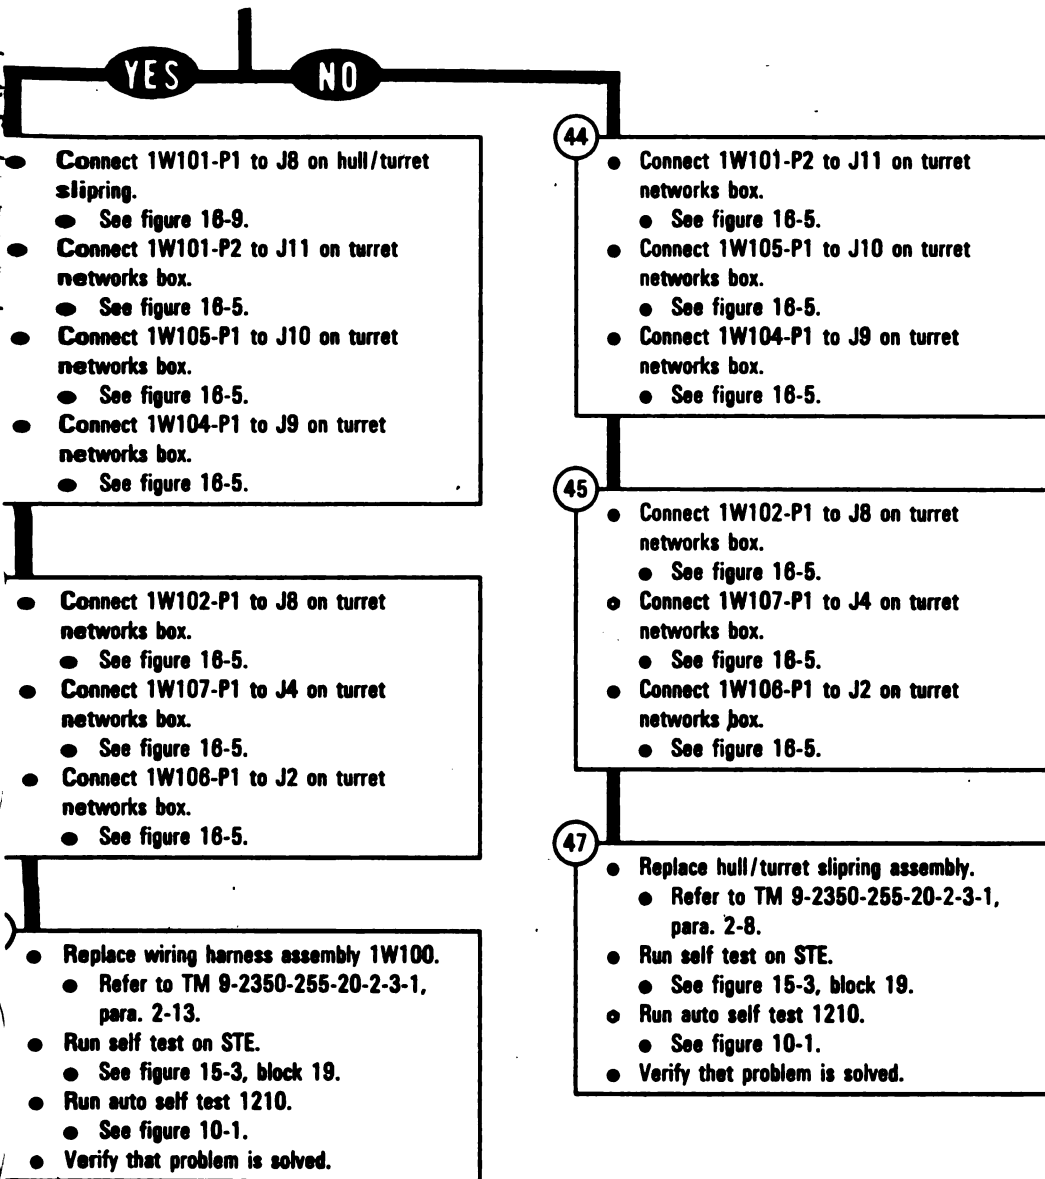 YES
NO
● Connect 1W101-P1 to J8 on hull/turret
slipring.
● See figure 16-9.
● Connect 1W101-P2 to J11 on turret
networks box.
● See figure 16-5.
● Connect 1W105-P1 to J10 on turret
networks box.
● See figure 16-5.
● Connect 1W104-P1 to J9 on turret
networks box.
● See figure 16-5.
● Connect 1W102-P1 to J8 on turret
networks box.
● See figure 16-5.
● Connect 1W107-P1 to J4 on turret
networks box.
● See figure 16-5.
● Connect 1W106-P1 to J2 on turret
networks box.
● See figure 16-5.
● Replace wiring harness assembly 1W100.
● Refer to TM 9-2350-255-20-2-3-1,
para. 2-13.
● Run self test on STE.
● See figure 15-3, block 19.
● Run auto self test 1210.
● See figure 10-1.
● Verify that problem is solved.
44
● Connect 1W101-P2 to J11 on turret
networks box.
● See figure 16-5.
● Connect 1W105-P1 to J10 on turret
networks box.
● See figure 16-5.
● Connect 1W104-P1 to J9 on turret
networks box.
● See figure 16-5.
45
● Connect 1W102-P1 to J8 on turret
networks box.
● See figure 16-5.
● Connect 1W107-P1 to J4 on turret
networks box.
● See figure 16-5.
● Connect 1W106-P1 to J2 on turret
networks box.
● See figure 16-5.
47
● Replace hull/turret slipring assembly.
● Refer to TM 9-2350-255-20-2-3-1,
para. 2-8.
● Run self test on STE.
● See figure 15-3, block 19.
● Run auto self test 1210.
● See figure 10-1.
● Verify that problem is solved.